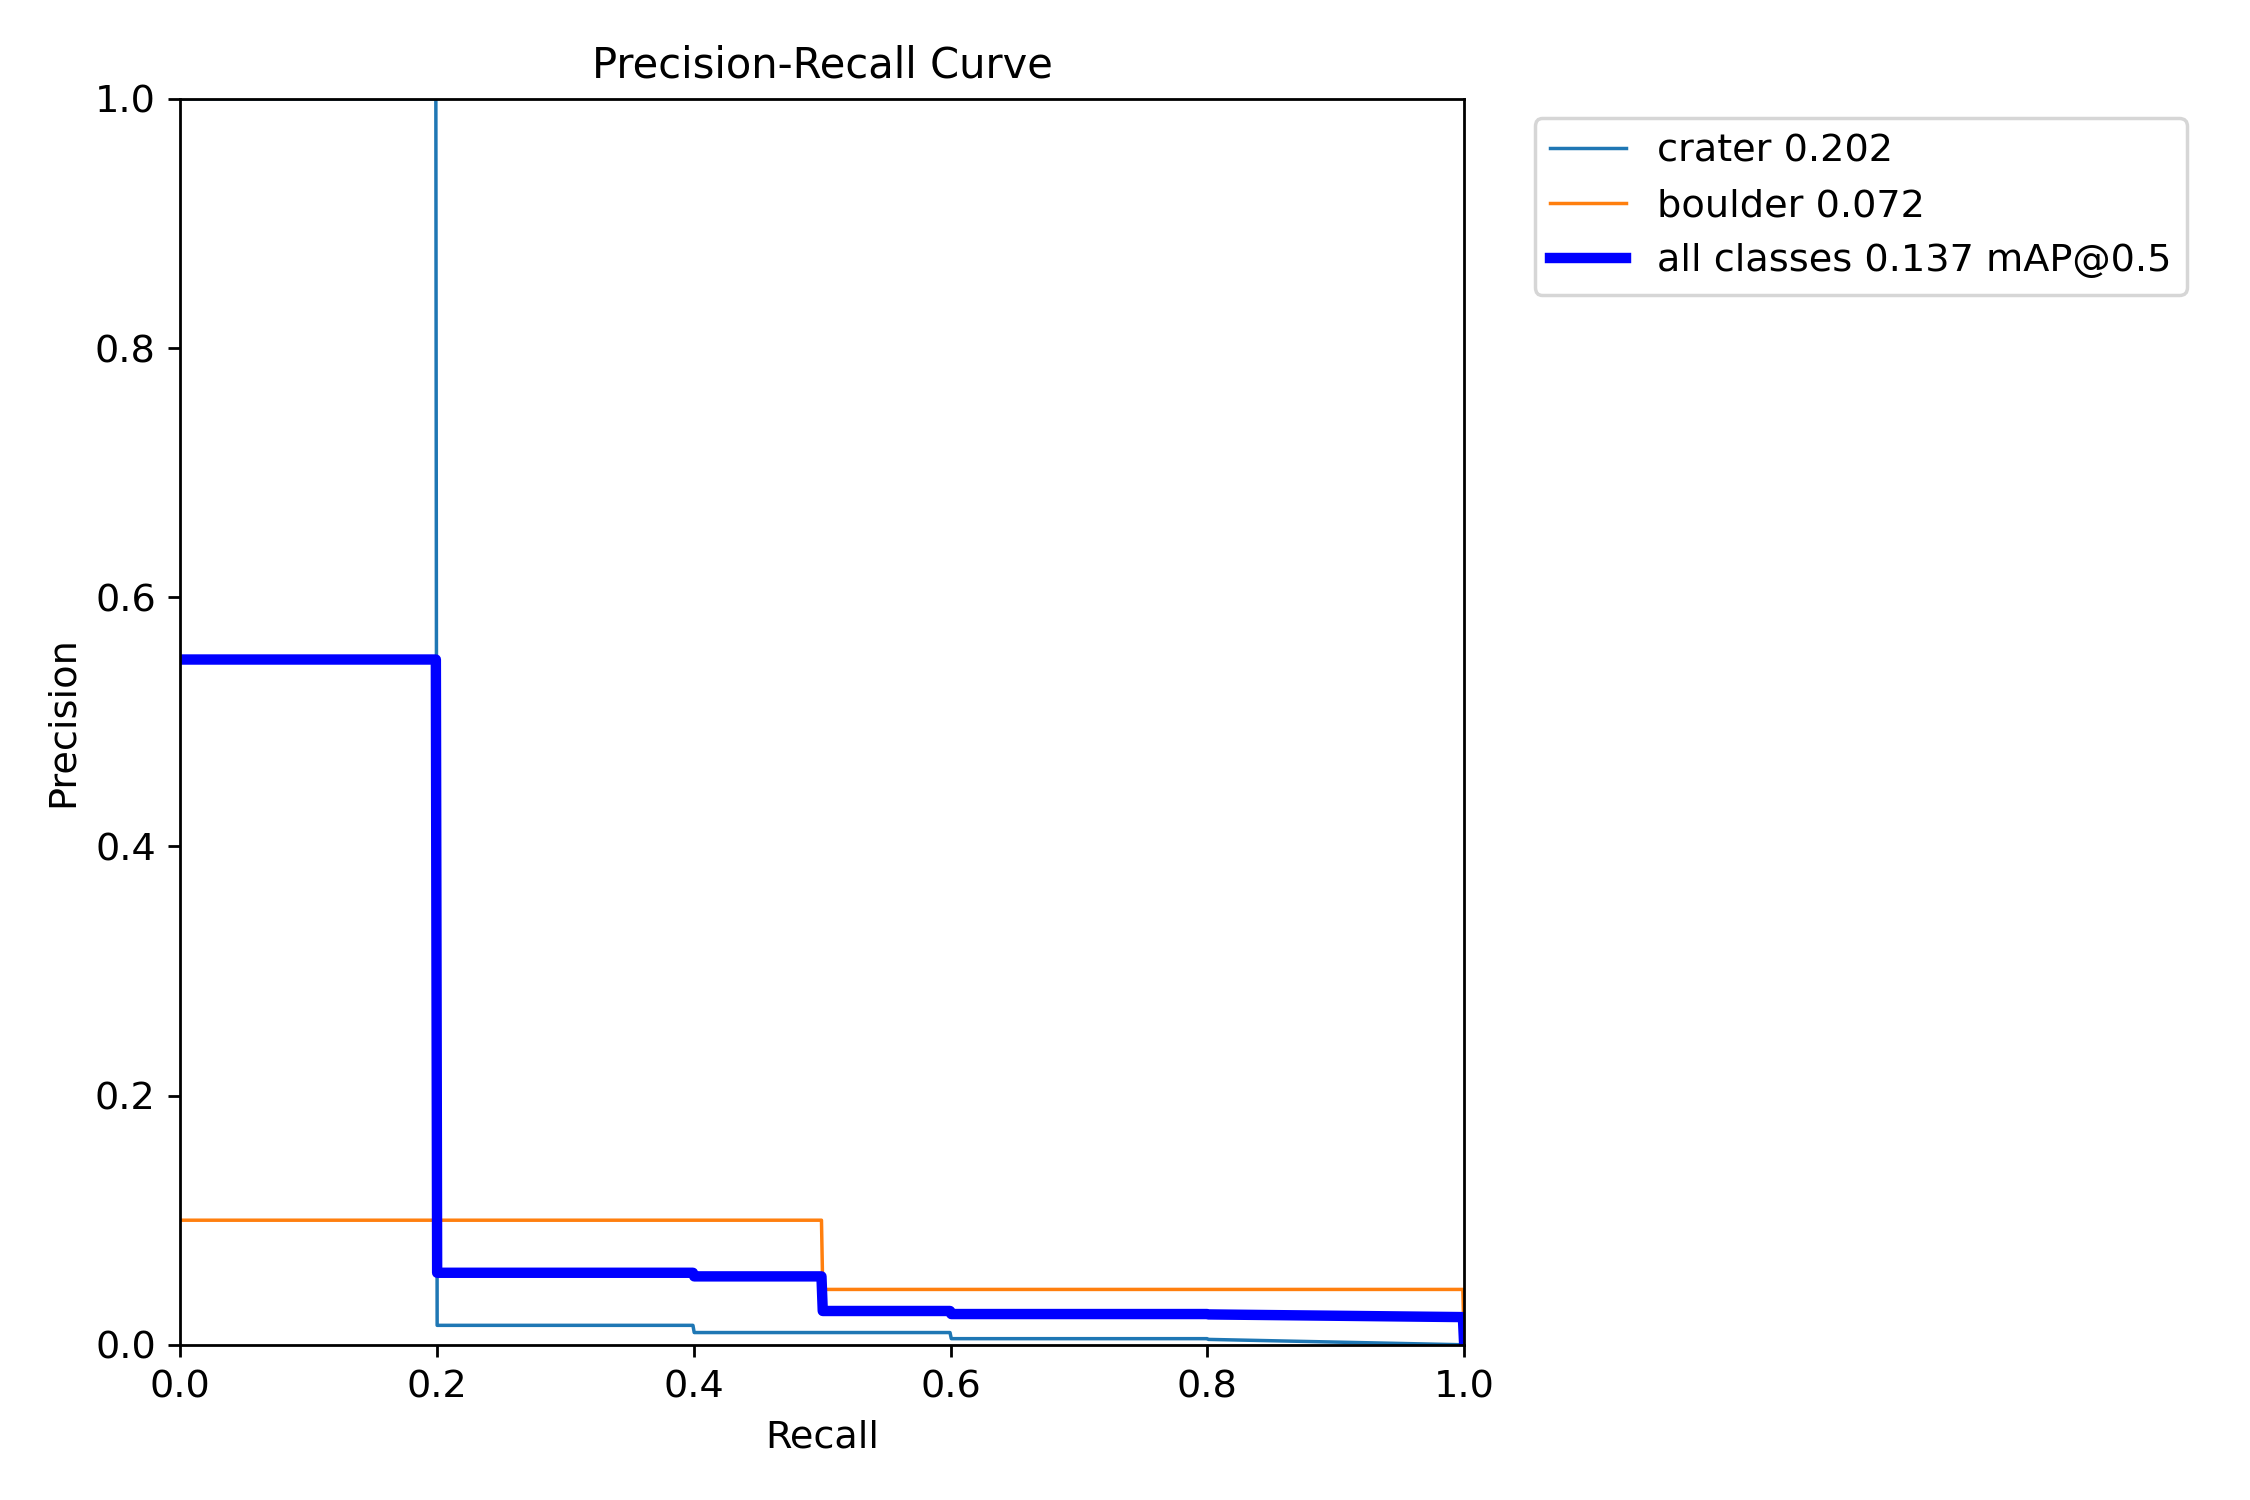 Precision-Recall Curve
crater 0.202
boulder 0.072
all classes 0.137 mAP@0.5
Precision
1.0
0.8
0.6
0.4
0.2
0.0
0.0 0.2 0.4 0.6 0.8 1.0
Recall